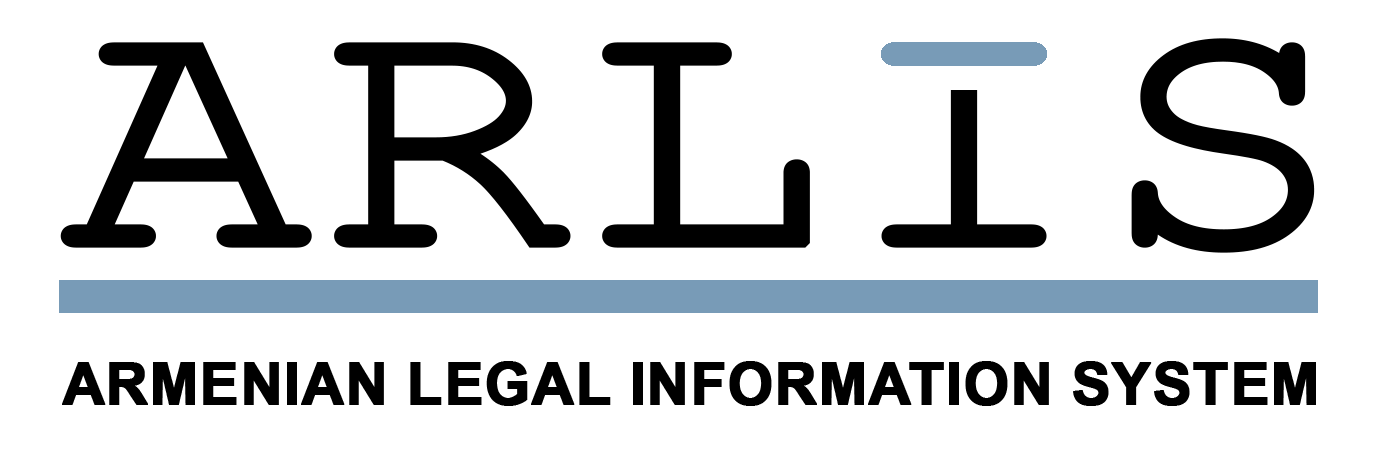 ARLIS
ARMENIAN LEGAL INFORMATION SYSTEM